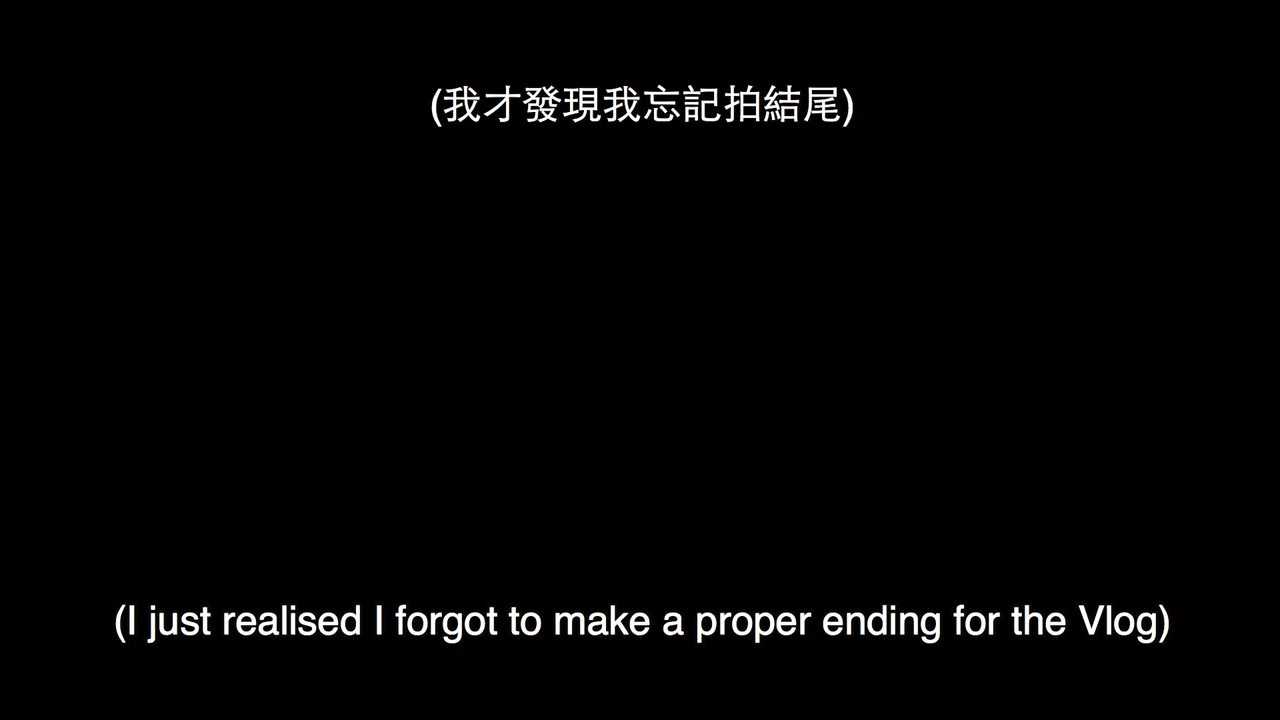 (我才發現我忘記拍結尾)
(I just realised I forgot to make a proper ending for the Vlog)